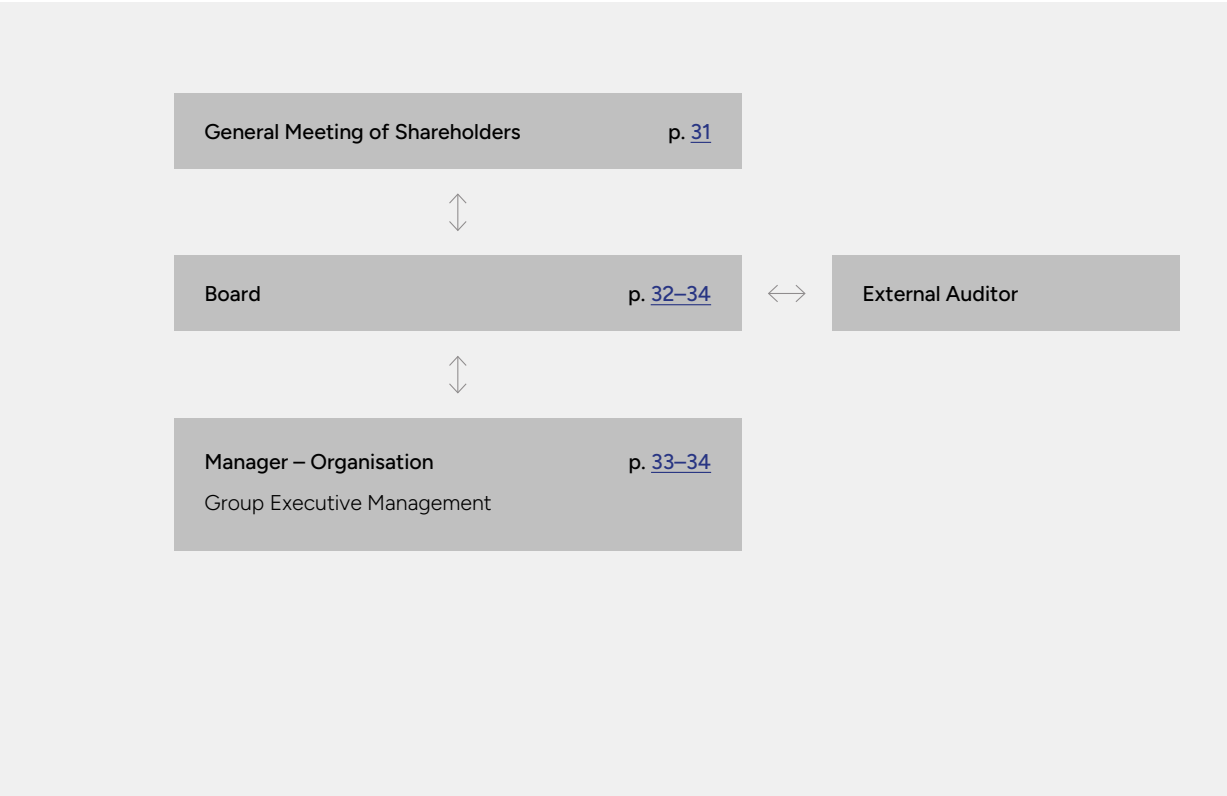 General Meeting of Shareholders p. 31
Board p. 32–34
External Auditor
Manager – Organisation p. 33–34
Group Executive Management